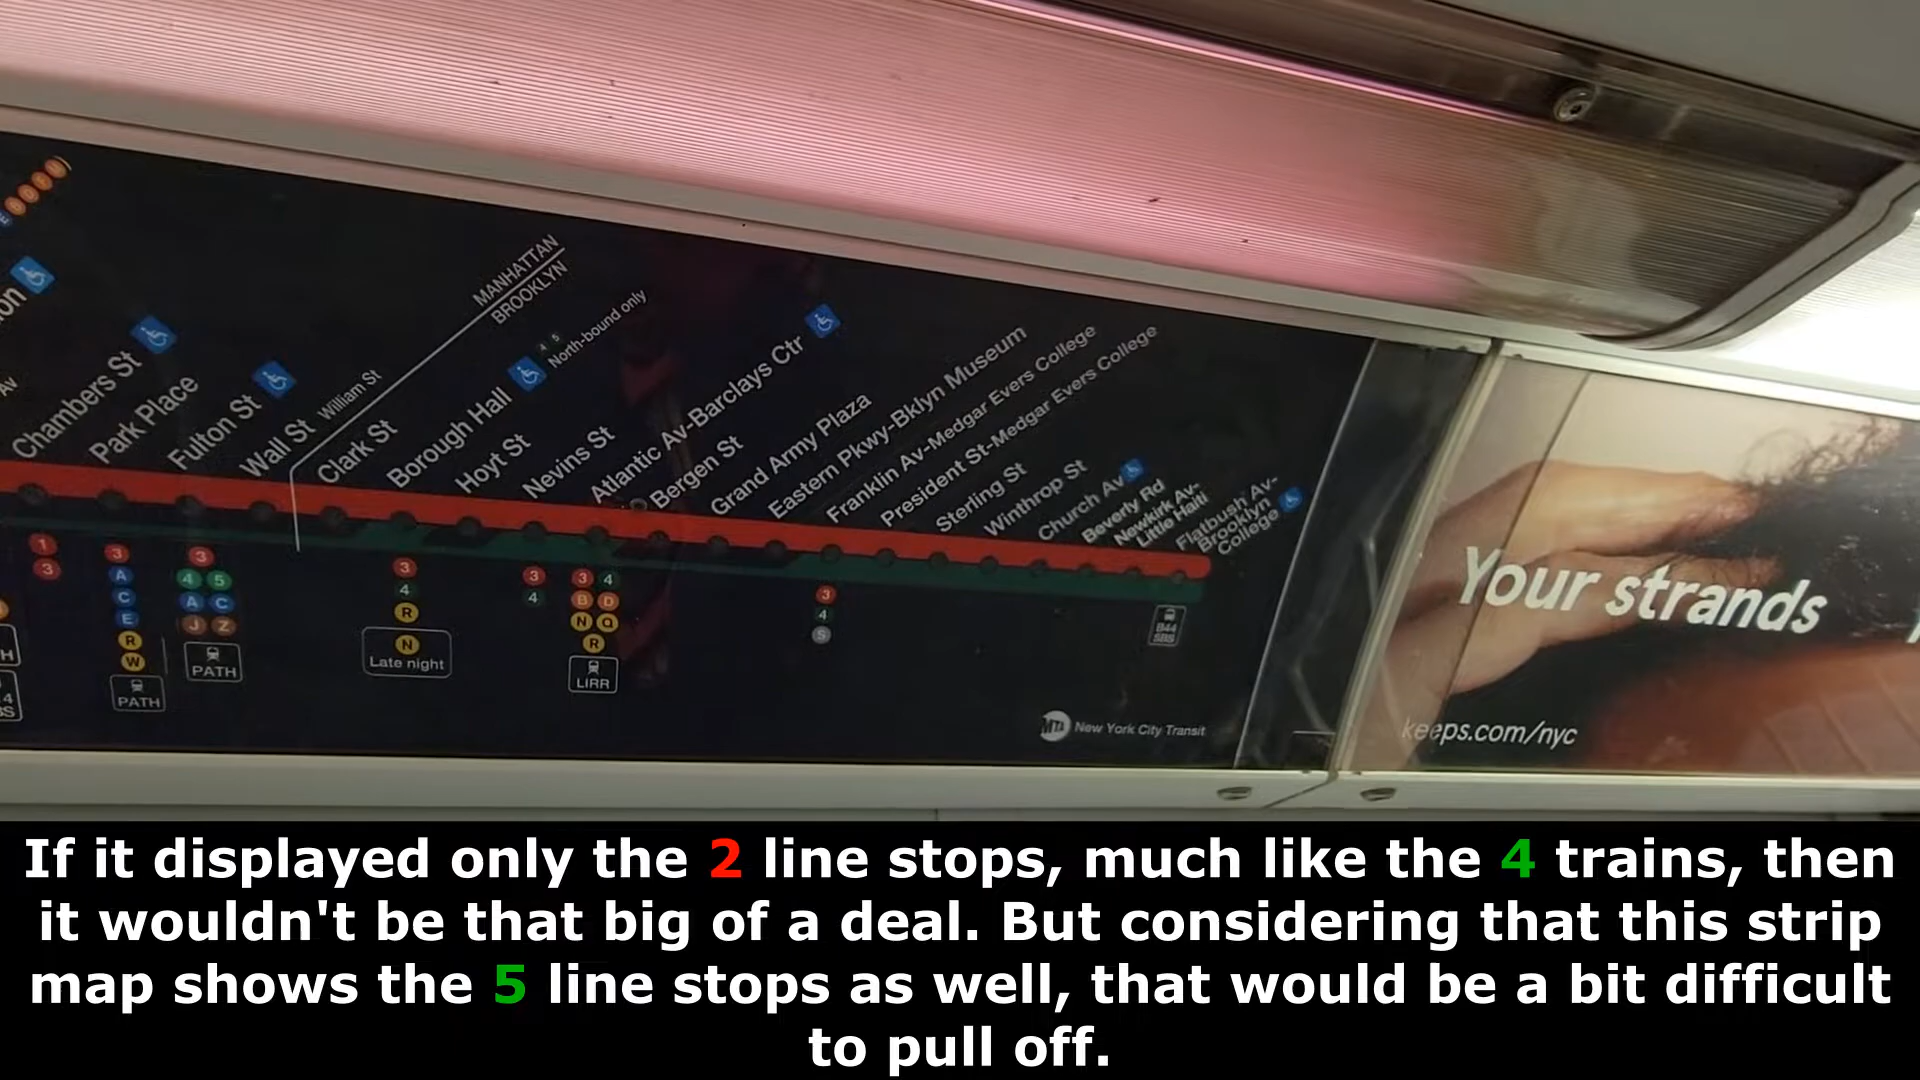 MANHATTAN
BROOKLYN
Chambers St
Park Place
Fulton St
Wall St William St
Clark St
Borough Hall
4 5
North-bound only
Hoyt St
Nevins St
Atlantic Av-Barclays Ctr
Bergen St
Grand Army Plaza
Eastern Pkwy-Bklyn Museum
Franklin Av-Medgar Evers College
President St-Medgar Evers College
Sterling St
Winthrop St
Church Av
Beverly Rd
Newkirk Av-
Little Haiti
Flatbush Av-
Brooklyn
College
1
3
3
A
C
E
R
W
PATH
3
4 5
A C
J Z
PATH
3
4
R
N
Late night
3
4
3 4
B D
N Q
R
LIRR
3
4
S
B44
SBS
MTA New York City Transit
Your strands
keeps.com/nyc
If it displayed only the 2 line stops, much like the 4 trains, then
it wouldn't be that big of a deal. But considering that this strip
map shows the 5 line stops as well, that would be a bit difficult
to pull off.